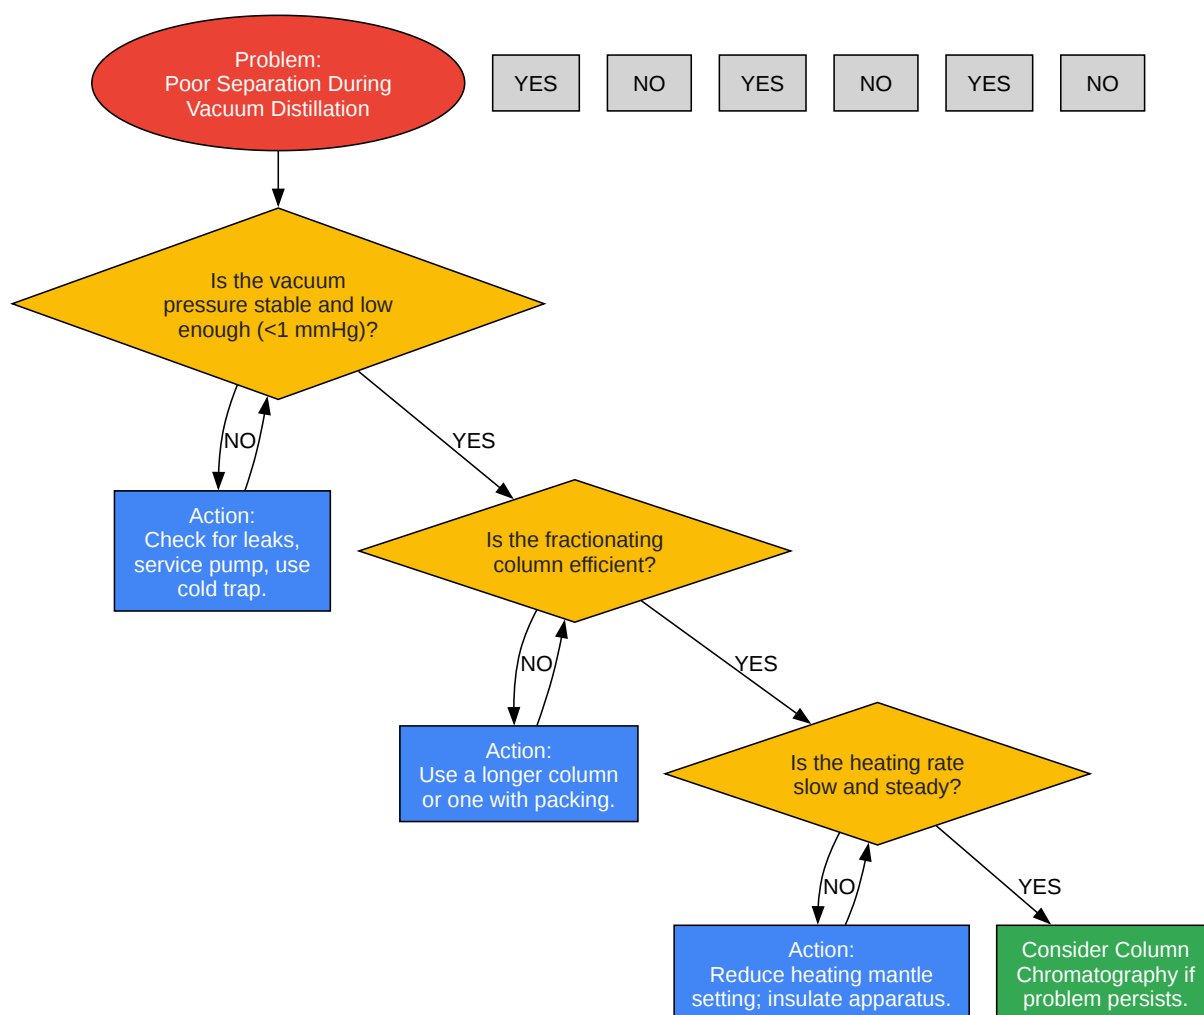 Problem:
Poor Separation During
Vacuum Distillation
YES
NO
YES
NO
YES
NO
Is the vacuum
pressure stable and low
enough (<1 mmHg)?
NO
YES
Action:
Check for leaks,
service pump, use
cold trap.
Is the fractionating
column efficient?
NO
YES
Action:
Use a longer column
or one with packing.
Is the heating rate
slow and steady?
NO
YES
Action:
Reduce heating mantle
setting; insulate apparatus.
Consider Column
Chromatography if
problem persists.